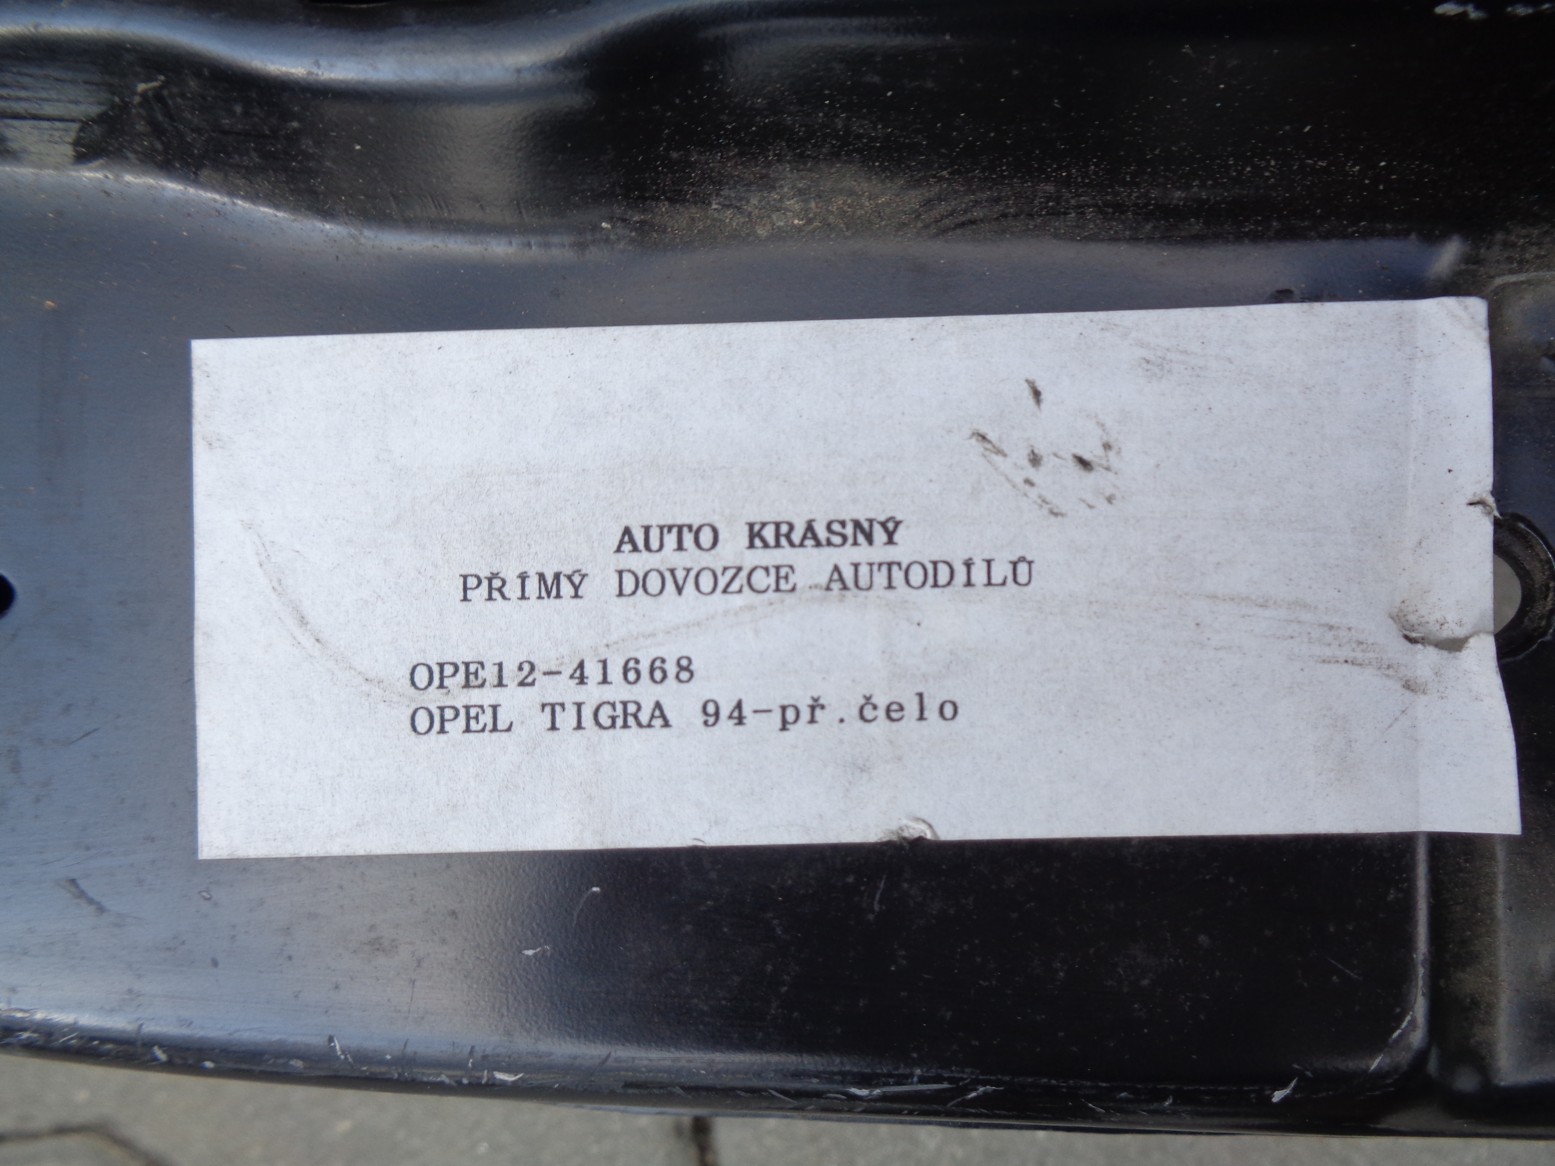 AUTO KRÁSNÝ
PŘÍMÝ DOVOZCE AUTODÍLŮ
OPE12-41668
OPEL TIGRA 94-př.čelo